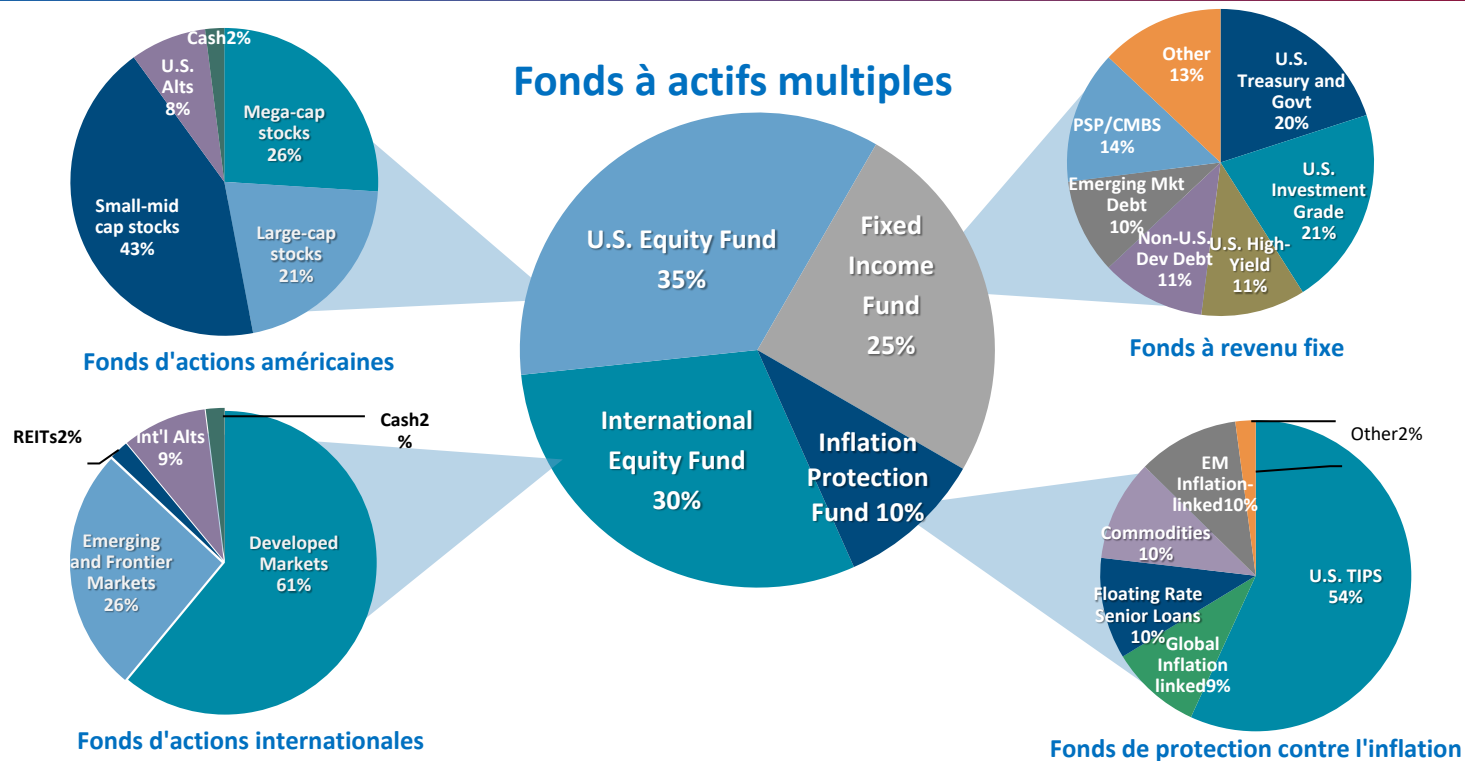 Fonds à actifs multiples
Cash2%
U.S.
Alts
8%
Mega-cap
stocks
26%
Small-mid
cap stocks
43%
Large-cap
stocks
21%
Fonds d'actions américaines
U.S. Equity Fund
35%
Fixed
Income
Fund
25%
International
Equity Fund
30%
Inflation
Protection
Fund 10%
Other
13%
U.S.
Treasury and
Govt
20%
PSP/CMBS
14%
U.S.
Investment
Grade
21%
Emerging Mkt
Debt
10%
Non-U.S.
Dev Debt
11%
U.S. High-
Yield
11%
Fonds à revenu fixe
REITs2%
Int'l Alts
9%
Cash2
%
Emerging
and Frontier
Markets
26%
Developed
Markets
61%
Fonds d'actions internationales
Other2%
EM
Inflation-
linked10%
Commodities
10%
U.S. TIPS
54%
Floating Rate
Senior Loans
10%
Global
Inflation
linked9%
Fonds de protection contre l'inflation